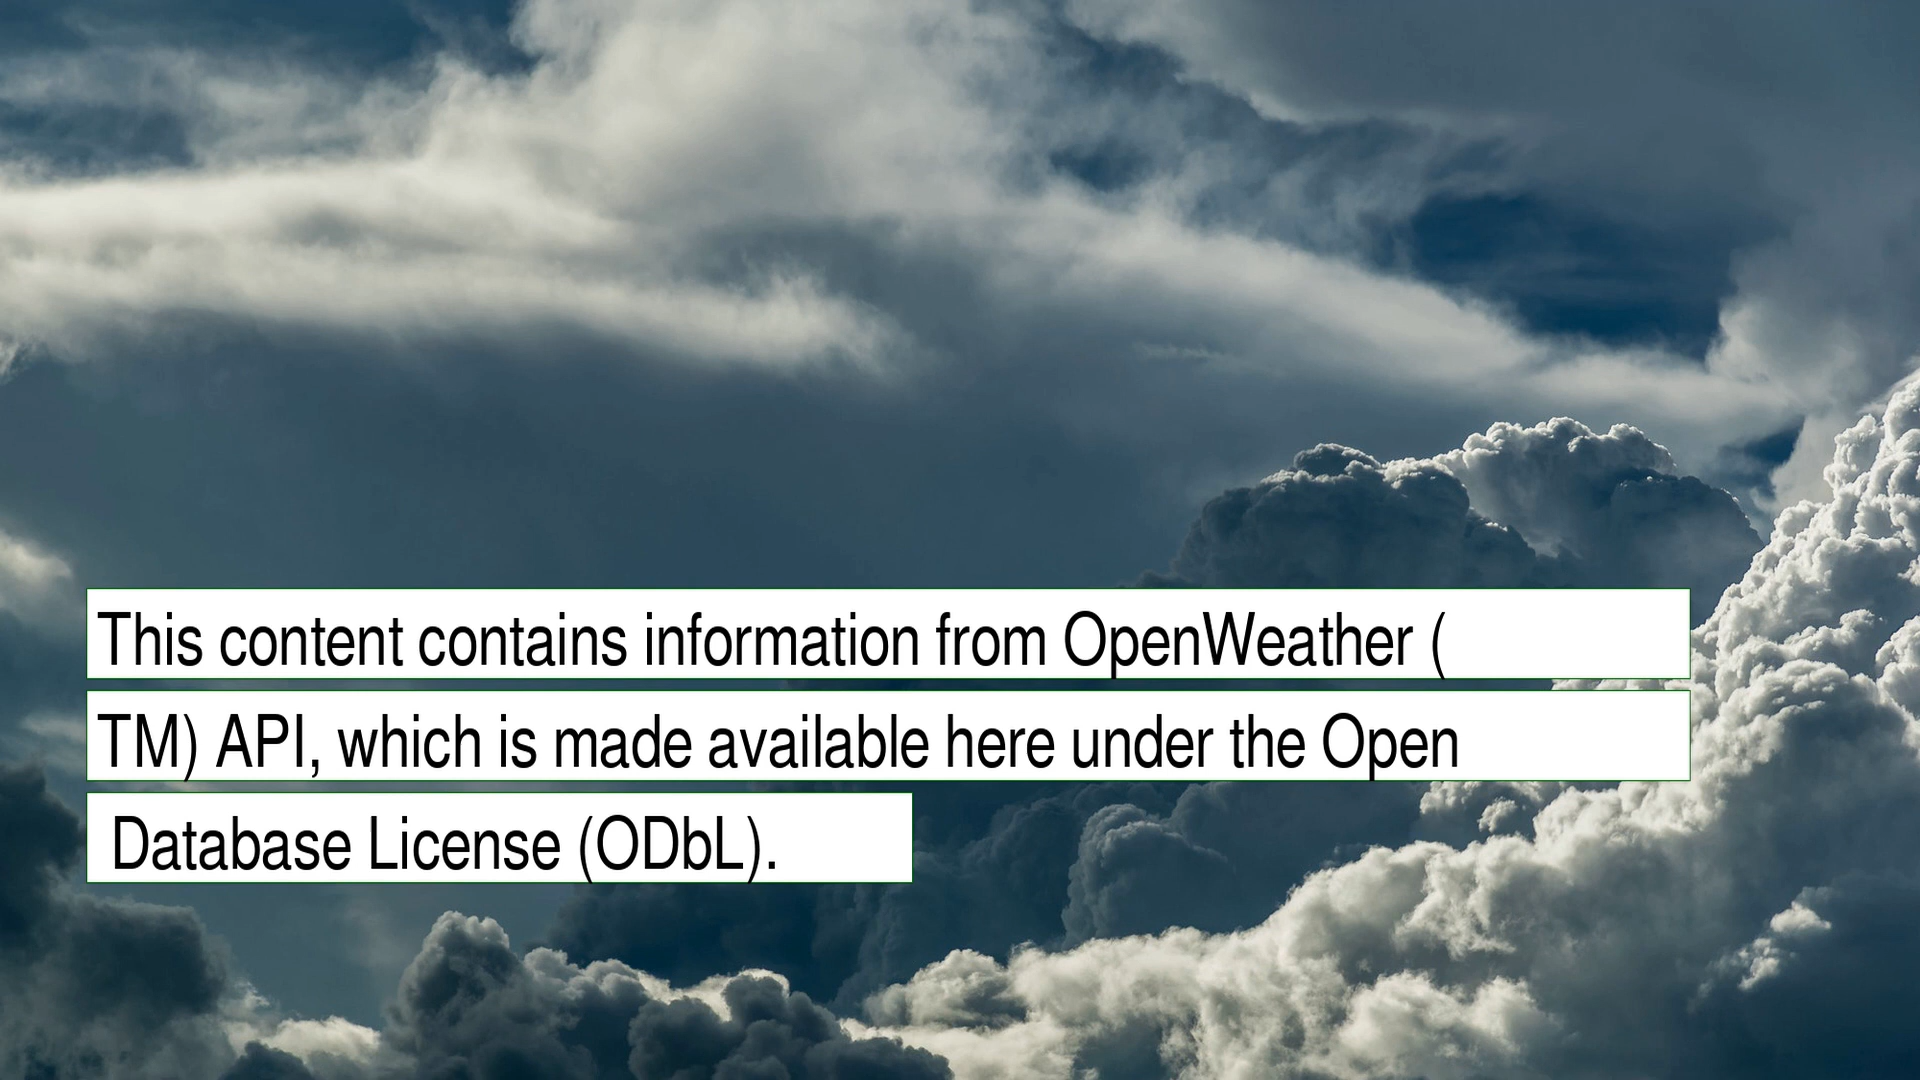 This content contains information from OpenWeather (
TM) API, which is made available here under the Open
Database License (ODbL).